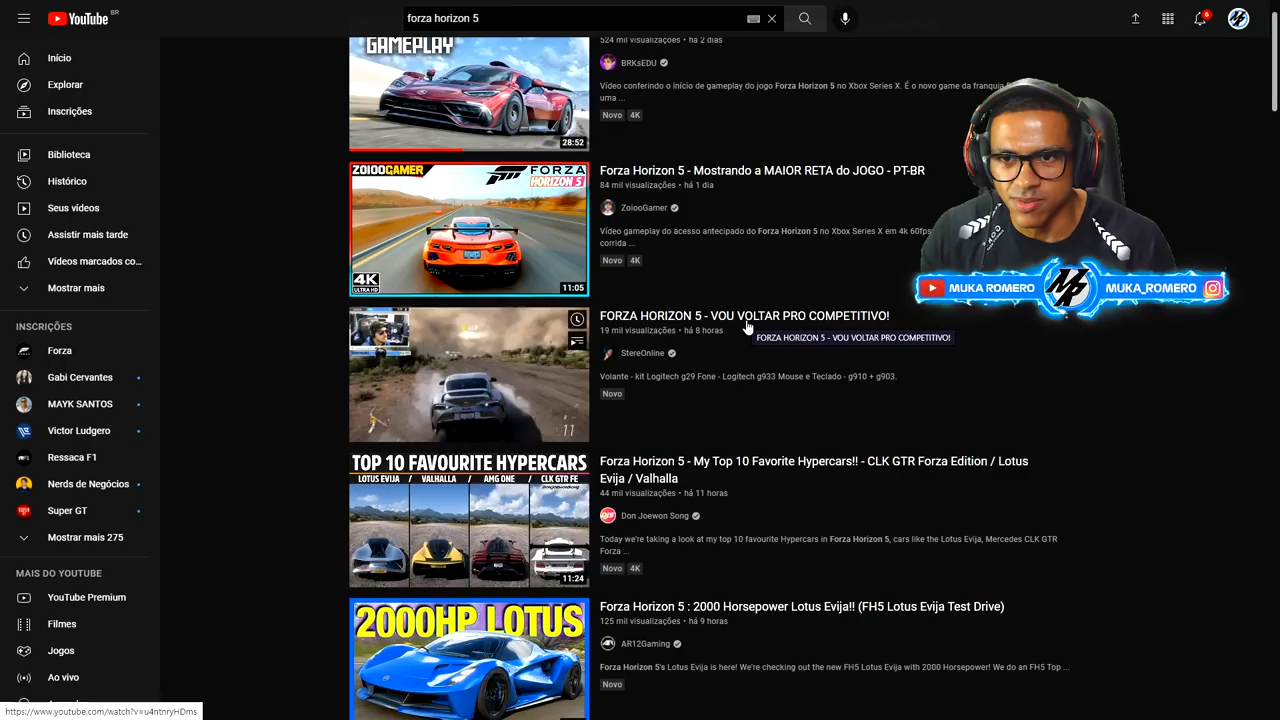 YouTube BR
forza horizon 5
6
Início
Explorar
Inscrições
Biblioteca
Histórico
Seus vídeos
Assistir mais tarde
Vídeos marcados co...
Mostrar mais
INSCRIÇÕES
Forza
Gabi Cervantes
MAYK SANTOS
Victor Ludgero
Ressaca F1
Nerds de Negócios
Super GT
Mostrar mais 275
MAIS DO YOUTUBE
YouTube Premium
Filmes
Jogos
Ao vivo
https://www.youtube.com/watch?v=u4ntnryHDms
GAMEPLAY
28:52
524 mil visualizações • há 2 dias
BRKsEDU
Vídeo conferindo o início de gameplay do jogo Forza Horizon 5 no Xbox Series X. É o novo game da franquia
uma ...
Novo 4K
ZOIOOGAMER
FORZA
HORIZON 5
4K
ULTRA HD
11:05
Forza Horizon 5 - Mostrando a MAIOR RETA do JOGO - PT-BR
84 mil visualizações • há 1 dia
ZoiooGamer
Vídeo gameplay do acesso antecipado do Forza Horizon 5 no Xbox Series X em 4k 60fps
corrida ...
Novo 4K
MUKA ROMERO
MUKA_ROMERO
11
FORZA HORIZON 5 - VOU VOLTAR PRO COMPETITIVO!
19 mil visualizações • há 8 horas
FORZA HORIZON 5 - VOU VOLTAR PRO COMPETITIVO!
StereOnline
Volante - kit Logitech g29 Fone - Logitech g933 Mouse e Teclado - g910 + g903.
Novo
TOP 10 FAVOURITE HYPERCARS
LOTUS EVIJA / VALHALLA / AMG ONE / CLK GTR FE
11:24
Forza Horizon 5 - My Top 10 Favorite Hypercars!! - CLK GTR Forza Edition / Lotus
Evija / Valhalla
44 mil visualizações • há 11 horas
Don Joewon Song
Today we're taking a look at my top 10 favourite Hypercars in Forza Horizon 5, cars like the Lotus Evija, Mercedes CLK GTR
Forza ...
Novo 4K
2000HP LOTUS
Forza Horizon 5 : 2000 Horsepower Lotus Evija!! (FH5 Lotus Evija Test Drive)
125 mil visualizações • há 9 horas
AR12Gaming
Forza Horizon 5's Lotus Evija is here! We're checking out the new FH5 Lotus Evija with 2000 Horsepower! We do an FH5 Top ...
Novo